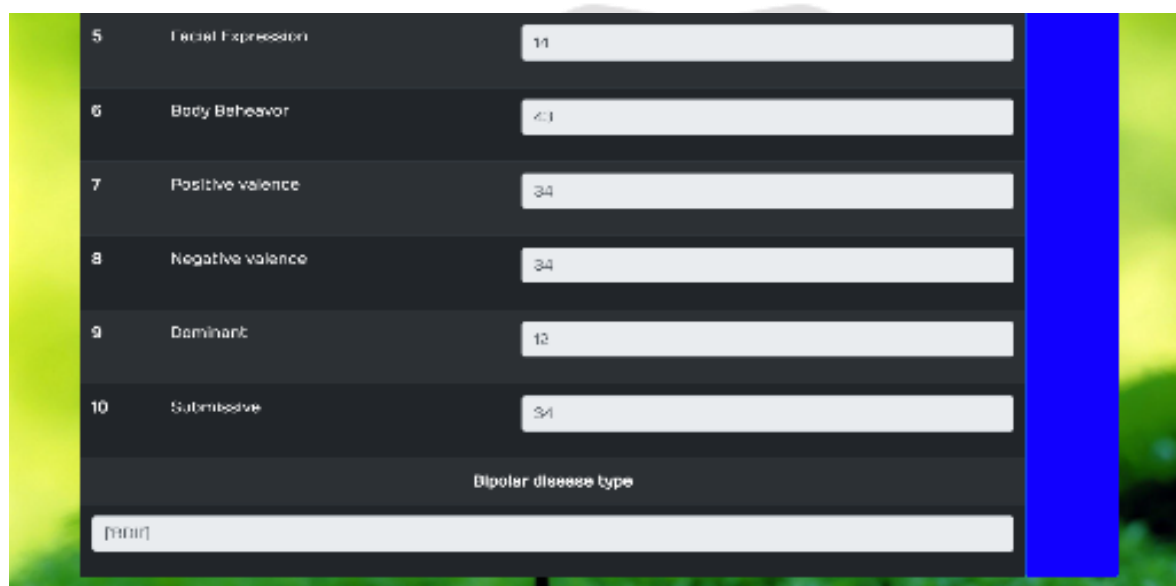 5 Facial Expression 14
6 Body Beheavor 43
7 Positive valence 34
8 Negative valence 34
9 Dominant 12
10 Submissive 34
Bipolar disease type